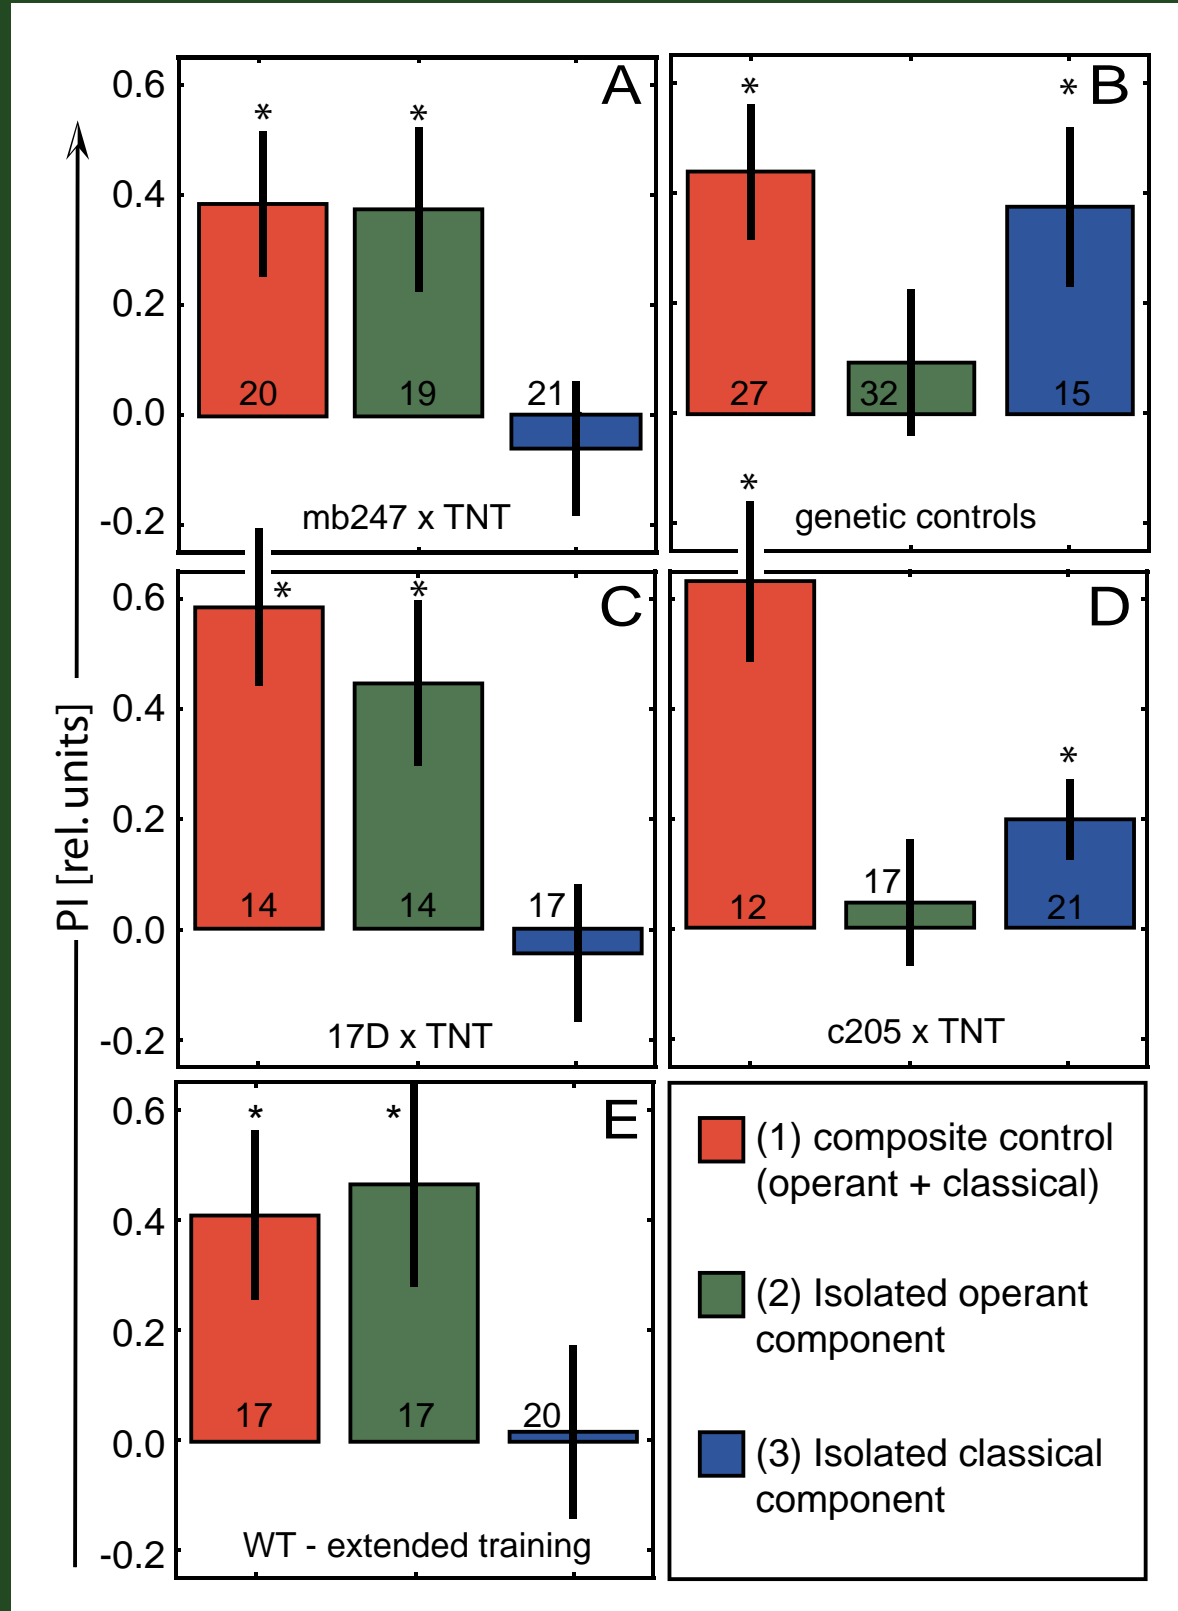 PI [rel. units]
A
0.6
0.4
0.2
0.0
-0.2
*
*
20
19
21
mb247 x TNT
B
*
*
27
32
15
genetic controls
C
0.6
0.4
0.2
0.0
-0.2
*
*
14
14
17
17D x TNT
D
*
*
12
17
21
c205 x TNT
E
0.6
0.4
0.2
0.0
-0.2
*
*
17
17
20
WT - extended training
(1) composite control
(operant + classical)
(2) Isolated operant
component
(3) Isolated classical
component